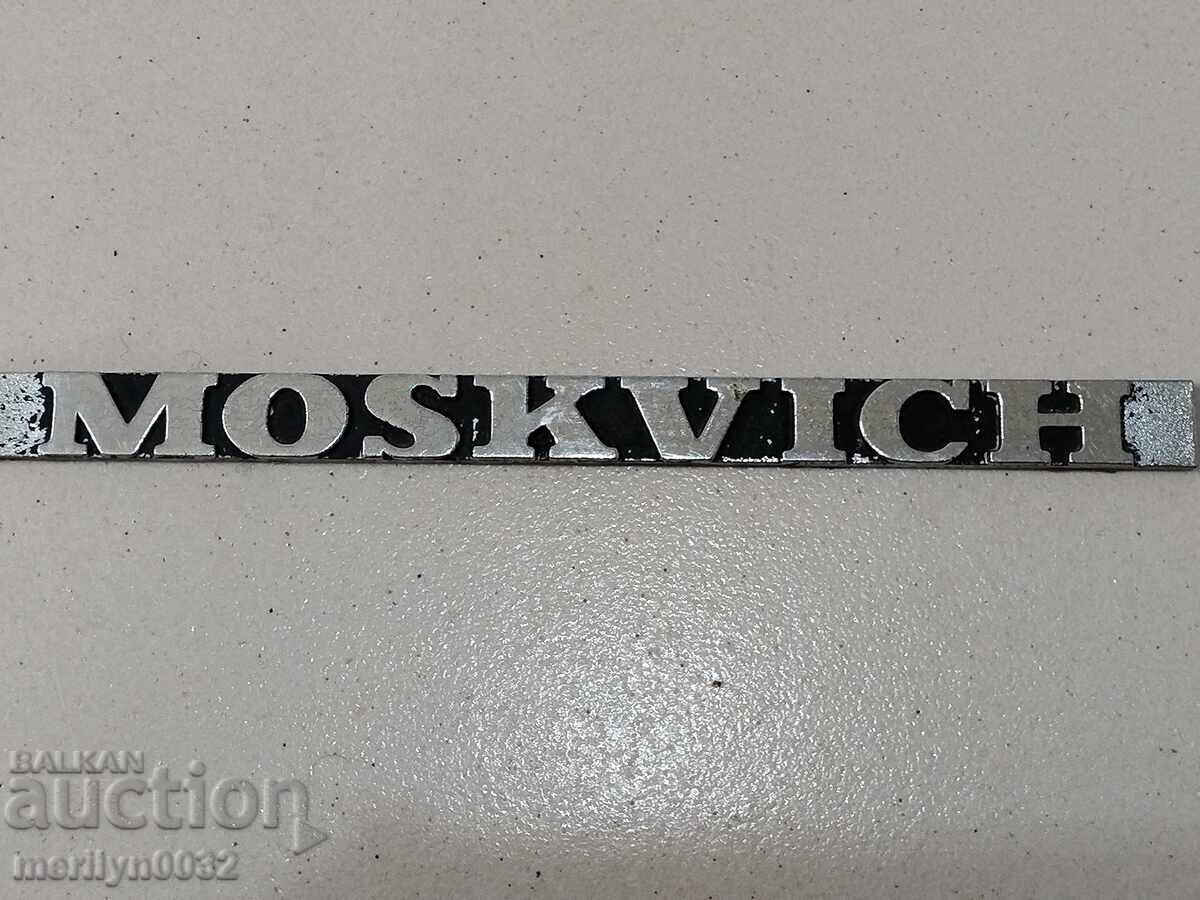 MOSKVICH
BALKAN
auction
merilyn0032